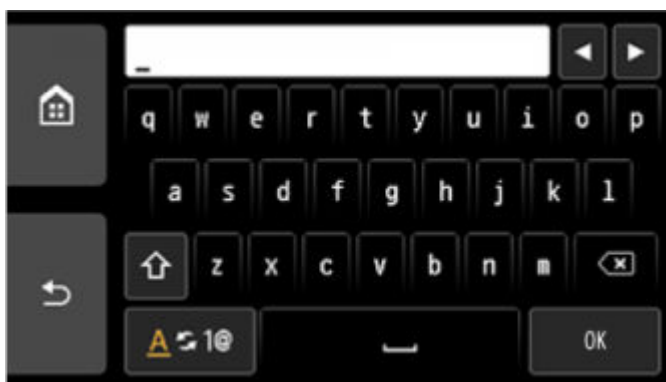 _
q w e r t y u i o p
a s d f g h j k l
z x c v b n m
A 1@ OK